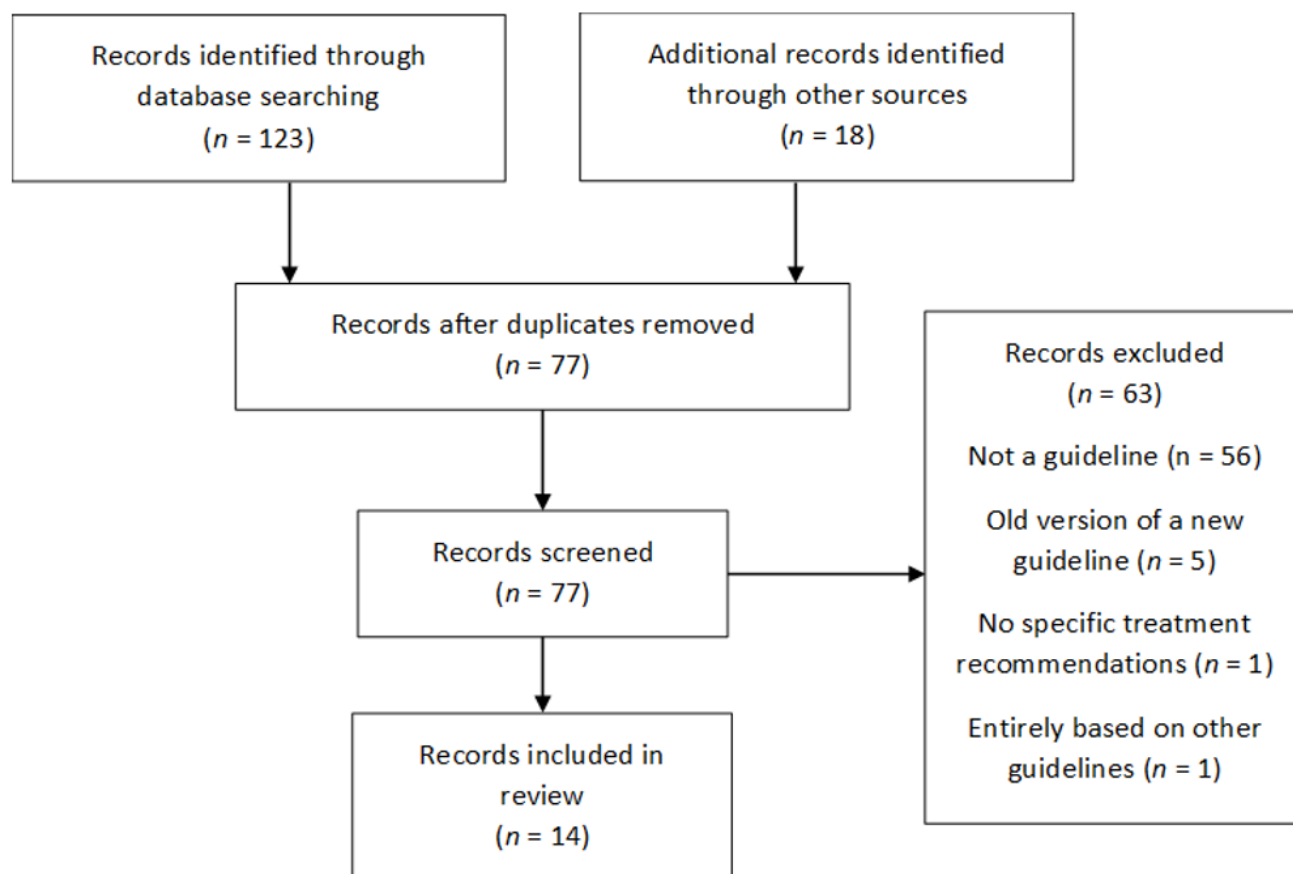 Records identified through
database searching
(n = 123)
Additional records identified
through other sources
(n = 18)
Records after duplicates removed
(n = 77)
Records screened
(n = 77)
Records excluded
(n = 63)
Not a guideline (n = 56)
Old version of a new
guideline (n = 5)
No specific treatment
recommendations (n = 1)
Entirely based on other
guidelines (n = 1)
Records included in
review
(n = 14)